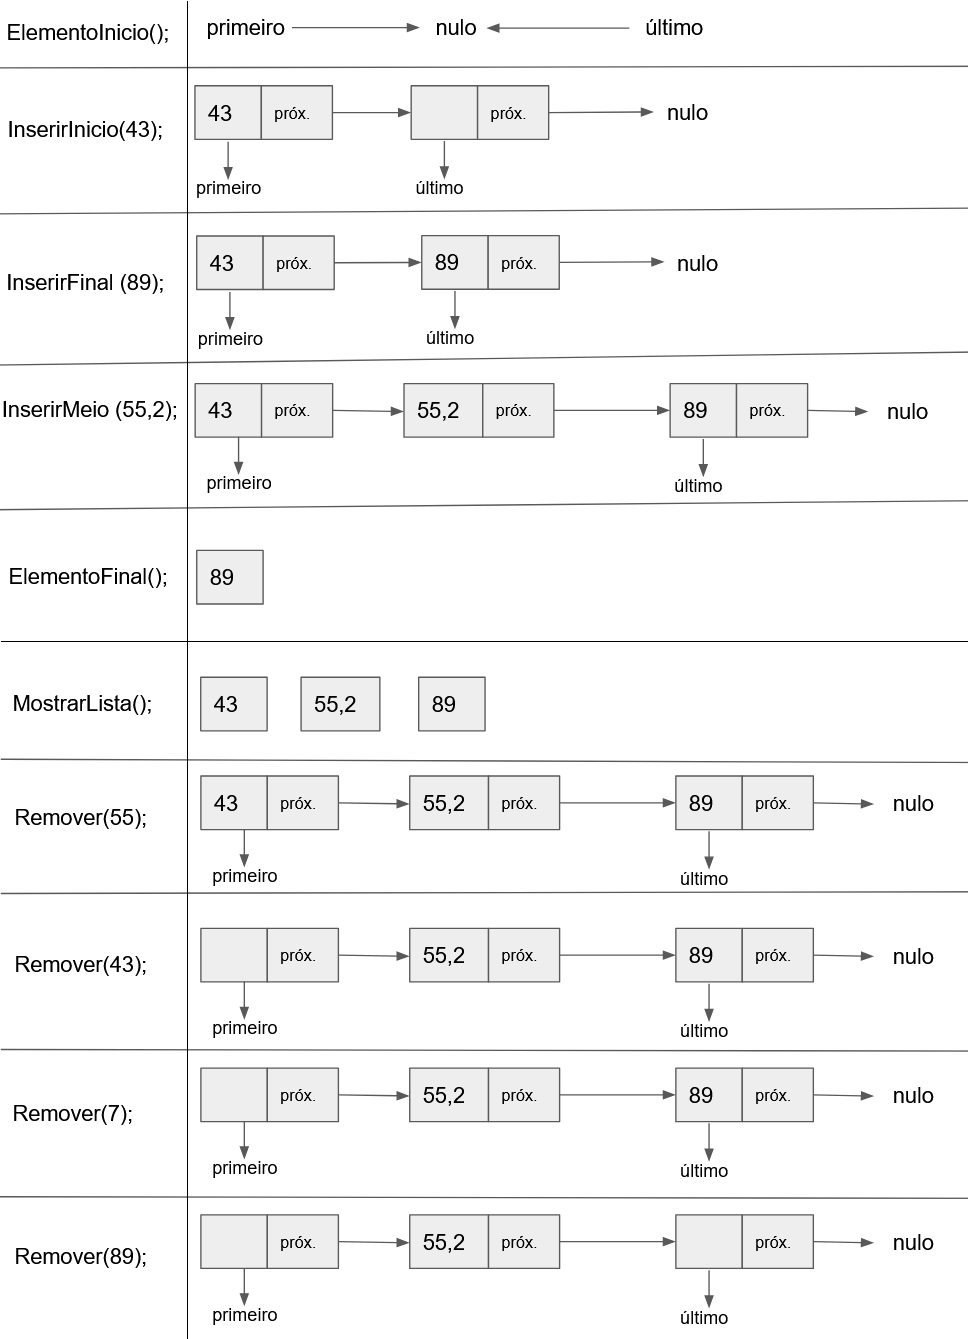 ElementoInicio(); primeiro nulo último
InserirInicio(43); 43 próx. próx. nulo
primeiro último
InserirFinal (89); 43 próx. 89 próx. nulo
primeiro último
InserirMeio (55,2); 43 próx. 55,2 próx. 89 próx. nulo
primeiro último
ElementoFinal(); 89
MostrarLista(); 43 55,2 89
Remover(55); 43 próx. 55,2 próx. 89 próx. nulo
primeiro último
Remover(43); próx. 55,2 próx. 89 próx. nulo
primeiro último
Remover(7); próx. 55,2 próx. 89 próx. nulo
primeiro último
Remover(89); próx. 55,2 próx. próx. nulo
primeiro último